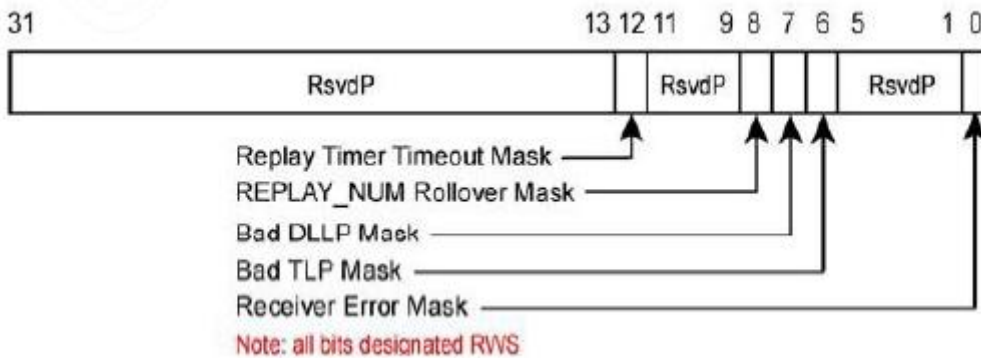 31 13 12 11 9 8 7 6 5 1 0
RsvdP RsvdP RsvdP
Replay Timer Timeout Mask
REPLAY_NUM Rollover Mask
Bad DLLP Mask
Bad TLP Mask
Receiver Error Mask
Note: all bits designated RWS